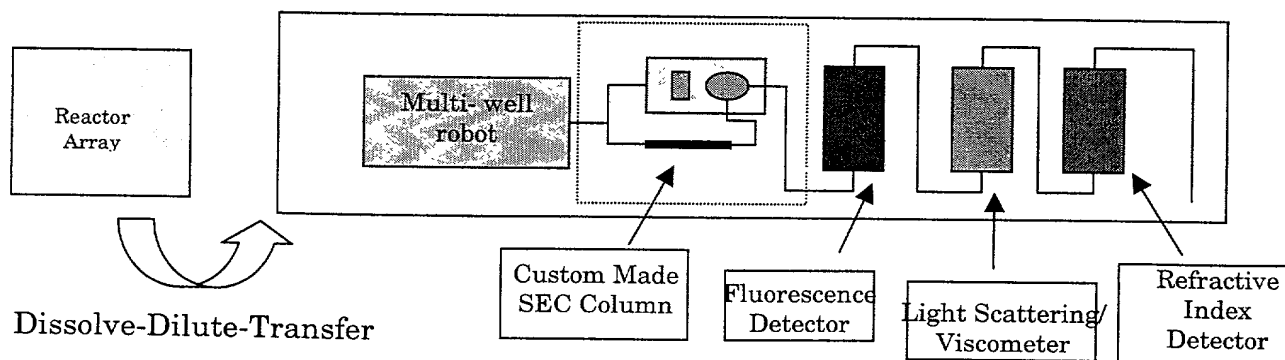 Reactor
Array
Multi- well
robot
Dissolve-Dilute-Transfer
Custom Made
SEC Column
Fluorescence
Detector
Light Scattering/
Viscometer
Refractive
Index
Detector